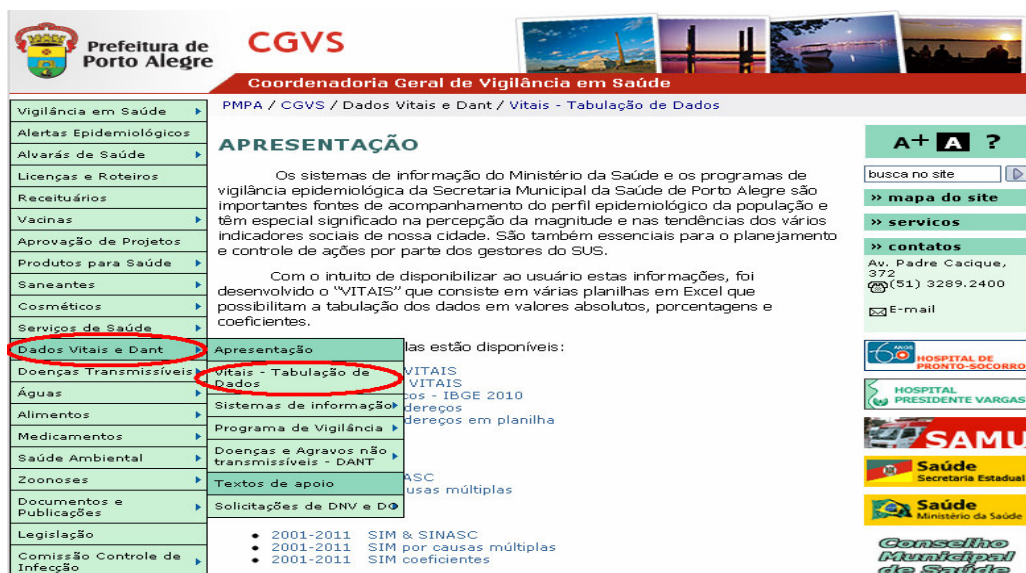 Prefeitura de
Porto Alegre
CGVS
Coordenadoria Geral de Vigilância em Saúde
PMPA / CGVS / Dados Vitais e Dant / Vitais - Tabulação de Dados
Vigilância em Saúde
Alertas Epidemiológicos
Alvarás de Saúde
Licenças e Roteiros
Receituários
Vacinas
Aprovação de Projetos
Produtos para Saúde
Saneantes
Cosméticos
Serviços de Saúde
Dados Vitais e Dant
Doenças Transmissíveis
Águas
Alimentos
Medicamentos
Saúde Ambiental
Zoonoses
Documentos e
Publicações
Legislação
Comissão Controle de
Infecção
Apresentação
Vitais - Tabulação de
Dados
Sistemas de informação
Programa de Vigilância
Doenças e Agravos não
transmissíveis - DANT
Textos de apoio
Solicitações de DNV e DO
APRESENTAÇÃO
Os sistemas de informação do Ministério da Saúde e os programas de
vigilância epidemiológica da Secretaria Municipal da Saúde de Porto Alegre são
importantes fontes de acompanhamento do perfil epidemiológico da população e
têm especial significado na percepção da magnitude e nas tendências dos vários
indicadores sociais de nossa cidade. São também essenciais para o planejamento
e controle de ações por parte dos gestores do SUS.
Com o intuito de disponibilizar ao usuário estas informações, foi
desenvolvido o "VITAIS" que consiste em várias planilhas em Excel que
possibilitam a tabulação dos dados em valores absolutos, porcentagens e
coeficientes.
las estão disponíveis:
VITAIS
VITAIS
os - IBGE 2010
dereços
dereços em planilha
ASC
usas múltiplas
• 2001-2011 SIM & SINASC
• 2001-2011 SIM por causas múltiplas
• 2001-2011 SIM coeficientes
A+ A ?
busca no site
» mapa do site
» servicos
» contatos
Av. Padre Cacique,
372
(51) 3289.2400
E-mail
60 ANOS
HOSPITAL DE
PRONTO-SOCORRO
HOSPITAL
PRESIDENTE VARGAS
SAMU
Saúde
Secretaria Estadual
Saúde
Ministério da Saúde
Conselho
Municipal
de Saúde